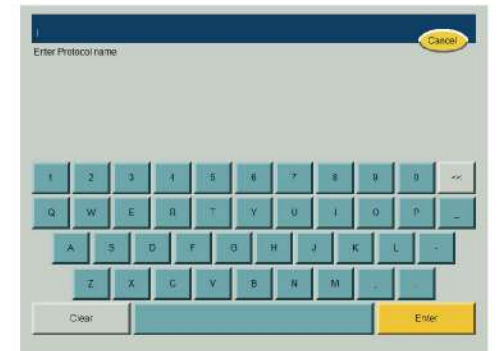 Cancel
Enter Protocol name
1 2 3 4 5 6 7 8 9 0 <<
Q W E R T Y U I O P _
A S D F G H J K L -
Z X C V B N M , .
Clear Enter